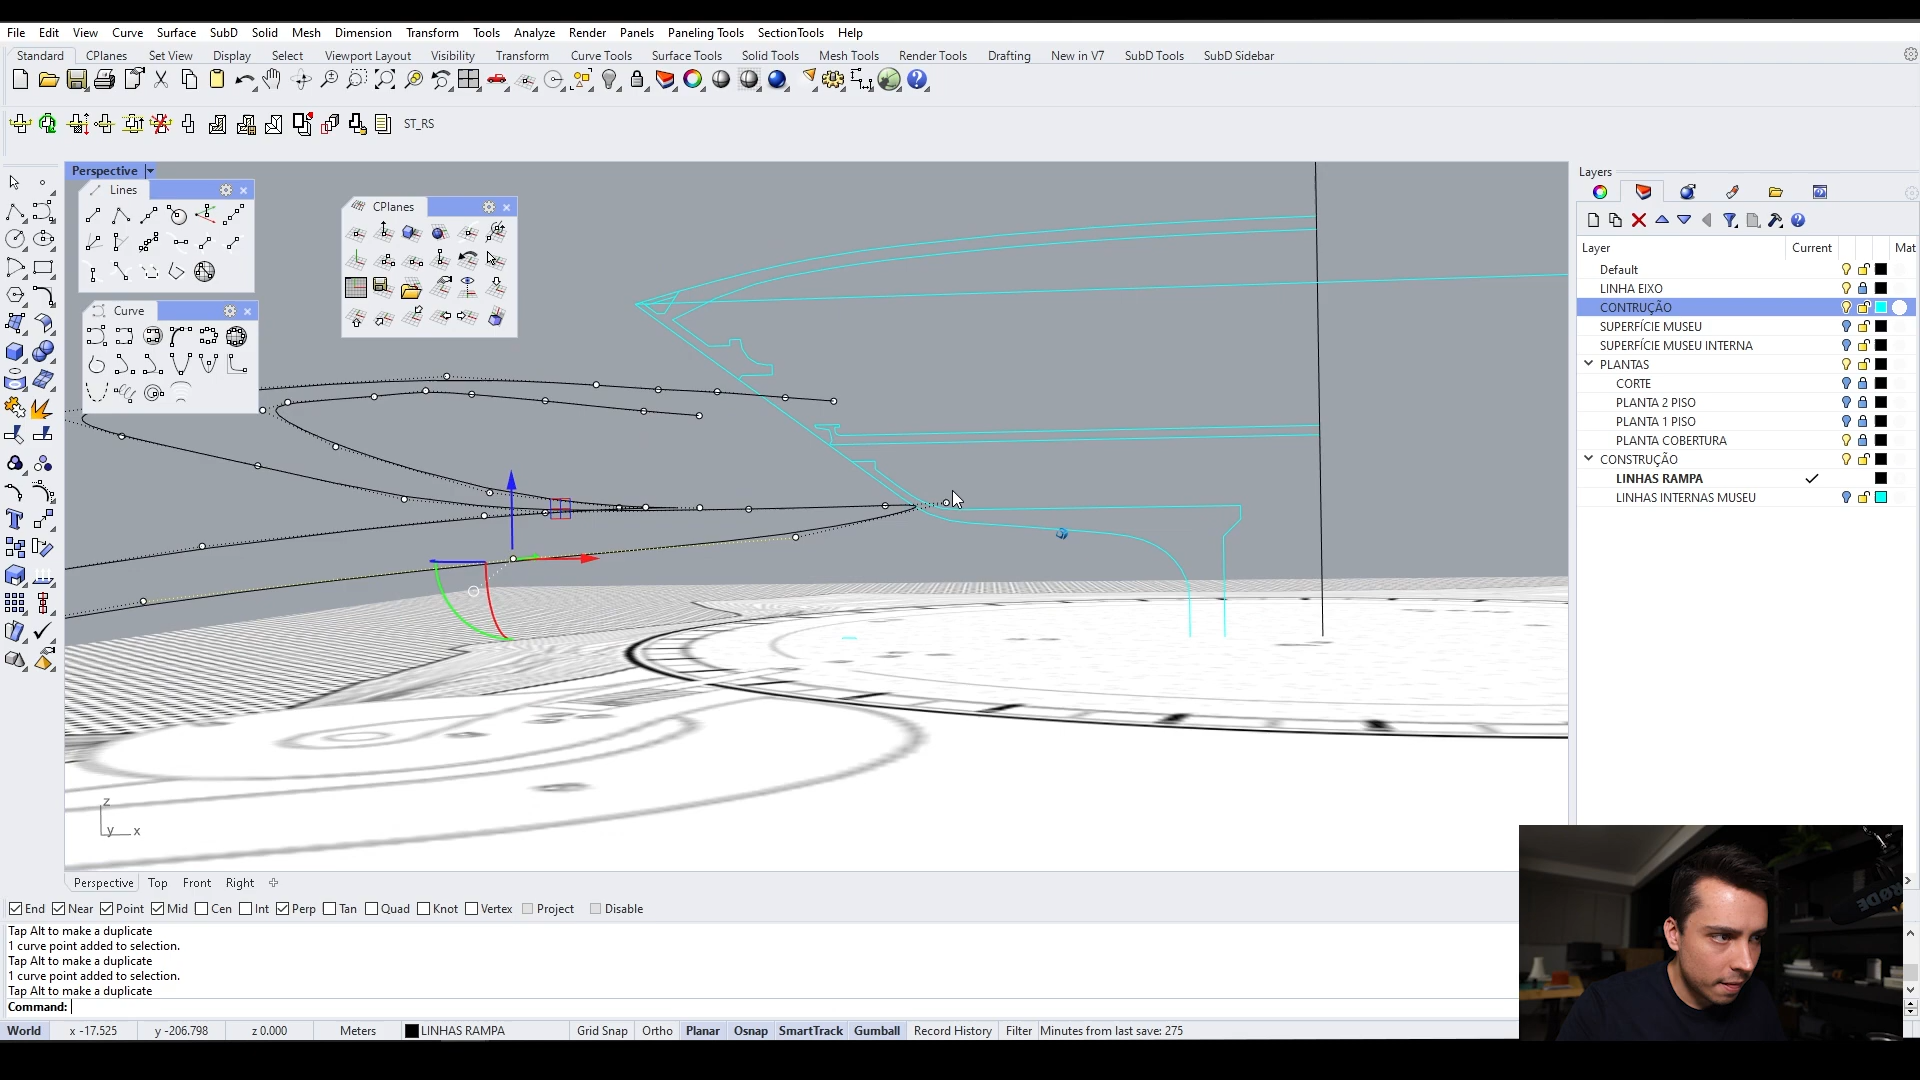 File Edit View Curve Surface SubD Solid Mesh Dimension Transform Tools Analyze Render Panels Paneling Tools SectionTools Help
Standard CPlanes Set View Display Select Viewport Layout Visibility Transform Curve Tools Surface Tools Solid Tools Mesh Tools Render Tools Drafting New in V7 SubD Tools SubD Sidebar
ST_RS
Perspective
Lines
CPlanes
Curve
Layers
Layer Current Mat
Default
LINHA EIXO
CONTRUÇÃO
SUPERFÍCIE MUSEU
SUPERFÍCIE MUSEU INTERNA
PLANTAS
CORTE
PLANTA 2 PISO
PLANTA 1 PISO
PLANTA COBERTURA
CONSTRUÇÃO
LINHAS RAMPA
LINHAS INTERNAS MUSEU
z
y x
Perspective Top Front Right
End Near Point Mid Cen Int Perp Tan Quad Knot Vertex Project Disable
Tap Alt to make a duplicate
1 curve point added to selection.
Tap Alt to make a duplicate
1 curve point added to selection.
Tap Alt to make a duplicate
Command:
World x -17.525 y -206.798 z 0.000 Meters LINHAS RAMPA Grid Snap Ortho Planar Osnap SmartTrack Gumball Record History Filter Minutes from last save: 275